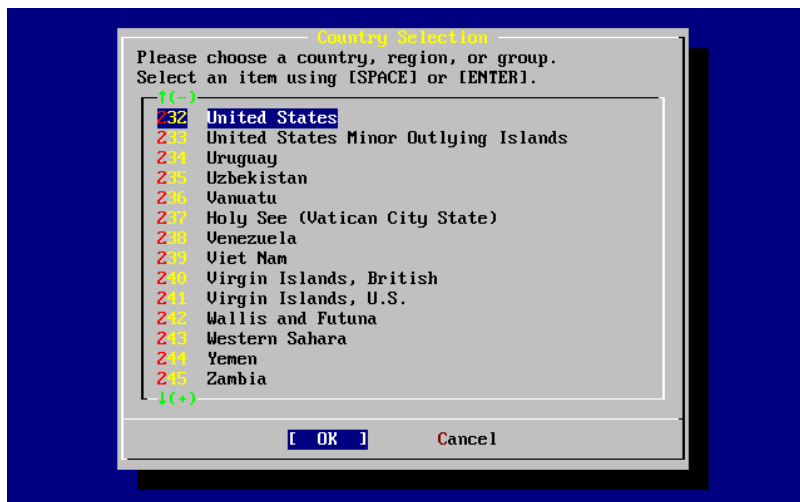 Country Selection
Please choose a country, region, or group.
Select an item using [SPACE] or [ENTER].
↑(-)
232 United States
233 United States Minor Outlying Islands
234 Uruguay
235 Uzbekistan
236 Vanuatu
237 Holy See (Vatican City State)
238 Venezuela
239 Viet Nam
240 Virgin Islands, British
241 Virgin Islands, U.S.
242 Wallis and Futuna
243 Western Sahara
244 Yemen
245 Zambia
↓(+)
[ OK ] Cancel